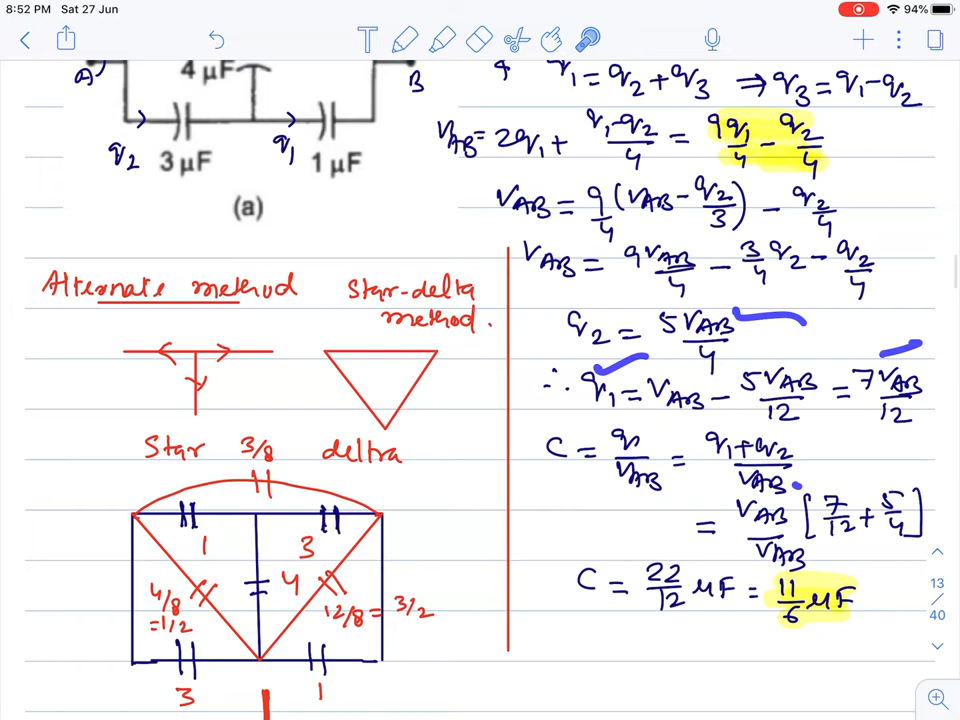 8:52 PM Sat 27 Jun
94%
T
A
4 μF
B
q2
3 μF
q1
1 μF
(a)
q1 = q2 + q3 ⇒ q3 = q1 - q2
VAB = 2q1 + (q1 - q2)/4 = 9q1/4 - q2/4
VAB = 9/4 (VAB - q2/3) - q2/4
VAB = 9VAB/4 - 3/4 q2 - q2/4
q2 = 5VAB/4
∴ q1 = VAB - 5VAB/12 = 7VAB/12
C = q/VAB = (q1+q2)/VAB
= VAB/VAB [7/12 + 5/4]
C = 22/12 μF = 11/6 μF
Alternate method
Star-delta
method.
Star
deltra
3/8
1
3
4
4/8
=1/2
12/8 = 3/2
3
1
13
/
40